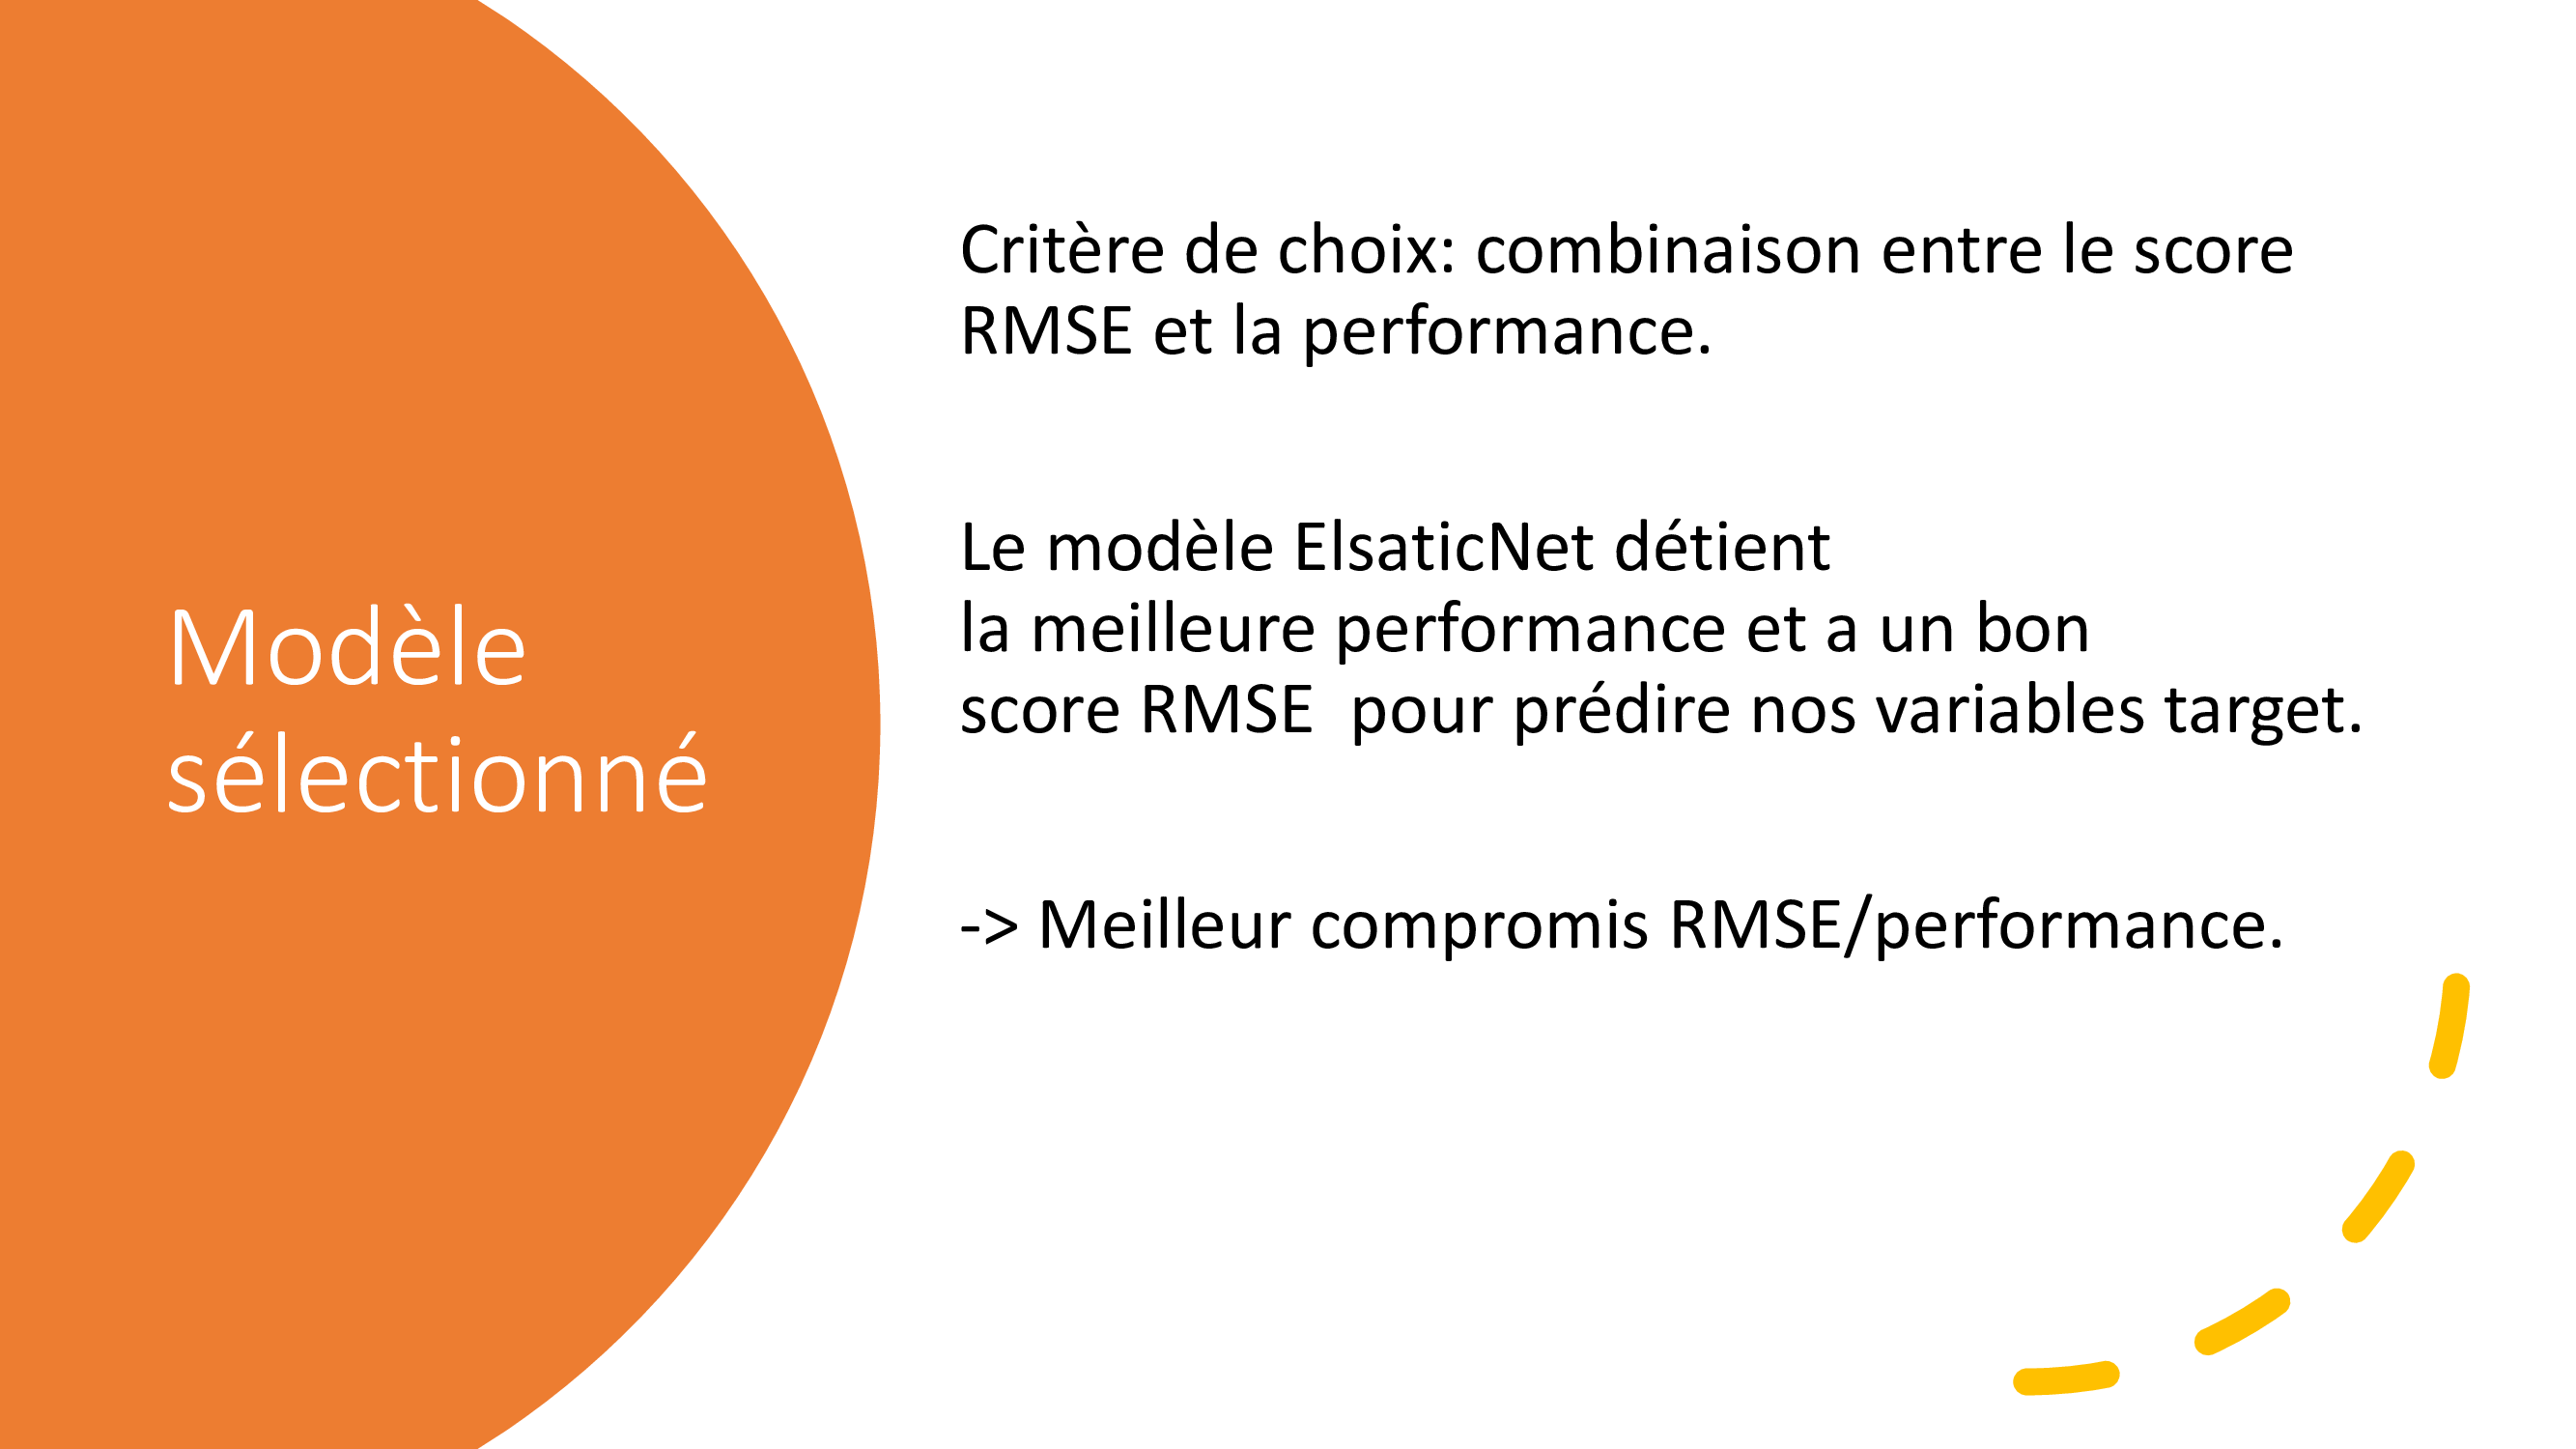 Modèle
sélectionné
Critère de choix: combinaison entre le score
RMSE et la performance.
Le modèle ElsaticNet détient
la meilleure performance et a un bon
score RMSE  pour prédire nos variables target.
-> Meilleur compromis RMSE/performance.